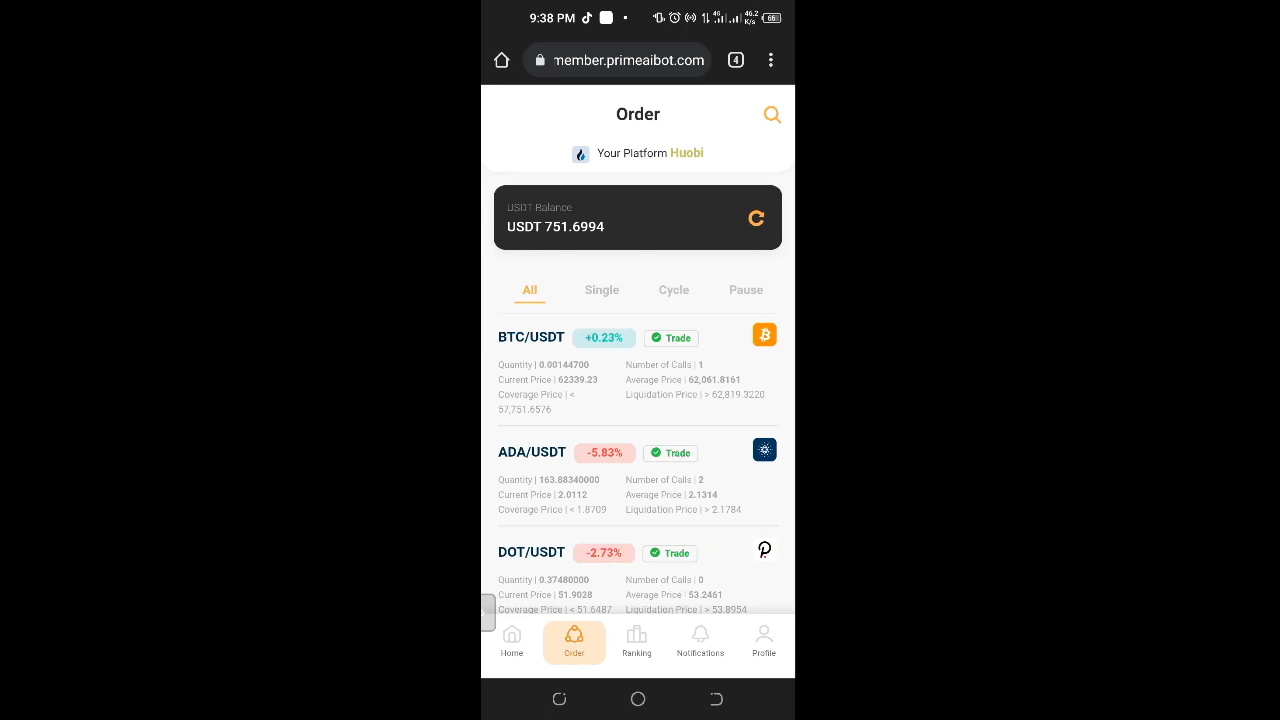 9:38 PM
4G
46.2
K/s
66
member.primeaibot.com
4
Order
Your Platform Huobi
USDT Balance
USDT 751.6994
All Single Cycle Pause
BTC/USDT +0.23% Trade
Quantity | 0.00144700 Number of Calls | 1
Current Price | 62339.23 Average Price | 62,061.8161
Coverage Price | < Liquidation Price | > 62,819.3220
57,751.6576
ADA/USDT -5.83% Trade
Quantity | 163.88340000 Number of Calls | 2
Current Price | 2.0112 Average Price | 2.1314
Coverage Price | < 1.8709 Liquidation Price | > 2.1784
DOT/USDT -2.73% Trade
Quantity | 0.37480000 Number of Calls | 0
Current Price | 51.9028 Average Price | 53.2461
Coverage Price | < 51.6487 Liquidation Price | > 53.8954
Home Order Ranking Notifications Profile